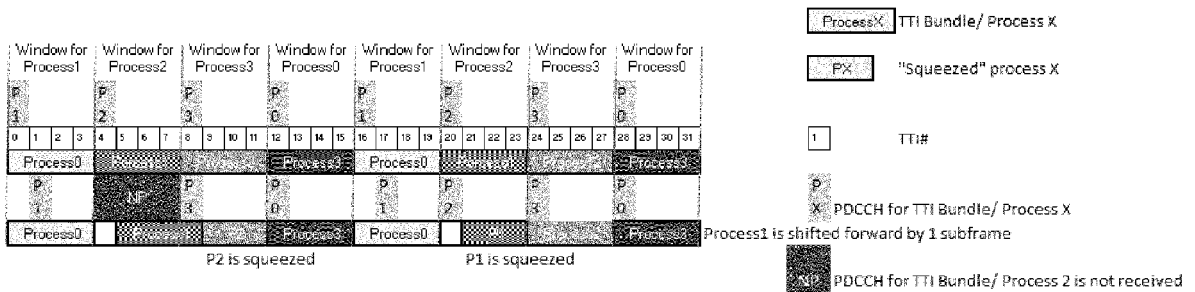 ProcessX TTI Bundle/ Process X
Window for Process1 Window for Process2 Window for Process3 Window for Process0 Window for Process1 Window for Process2 Window for Process3 Window for Process0
PX "Squeezed" process X
P 1 P 2 P 3 P 0 P 1 P 2 P 3 P 0
0 1 2 3 4 5 6 7 8 9 10 11 12 13 14 15 16 17 18 19 20 21 22 23 24 25 26 27 28 29 30 31
1 TTI#
Process0 Process3 Process0 Process3
P 1 NP P 3 P 0 P 1 P 2 P 3 P 0
P X PDCCH for TTI Bundle/ Process X
Process0 Process3 Process0 Process3
Process1 is shifted forward by 1 subframe
P2 is squeezed P1 is squeezed
NP PDCCH for TTI Bundle/ Process 2 is not received